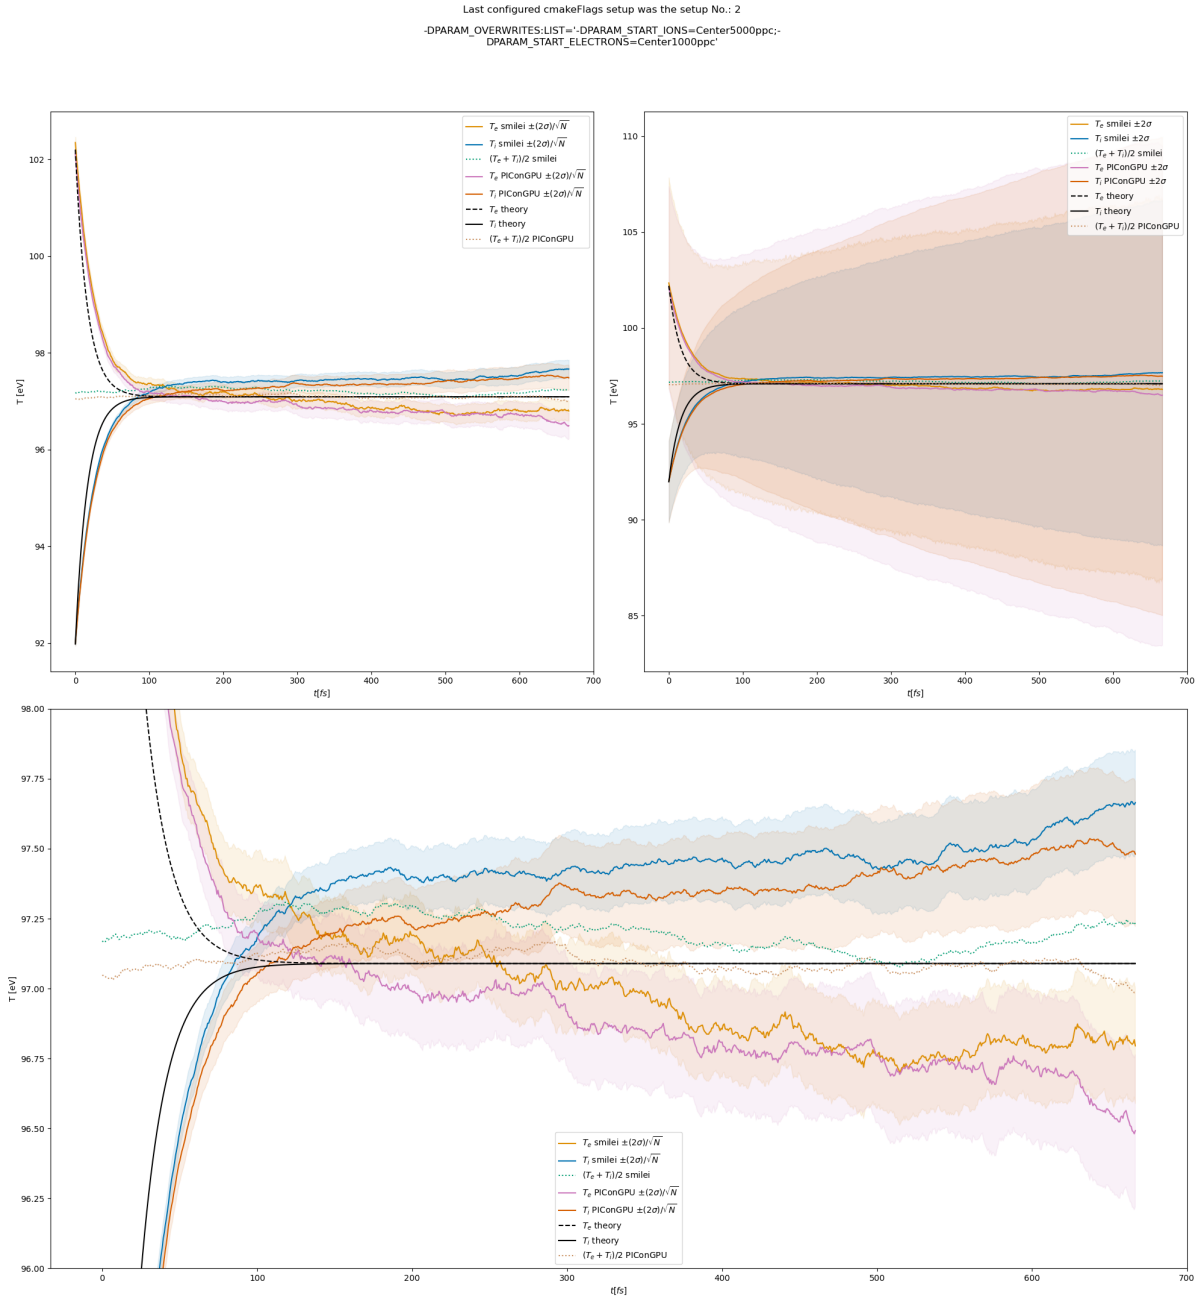 Last configured cmakeFlags setup was the setup No.: 2
-DPARAM_OVERWRITES:LIST='-DPARAM_START_IONS=Center5000ppc;-
DPARAM_START_ELECTRONS=Center1000ppc'
T [eV]
102
100
98
96
94
92
T_e smilei ±(2σ)/√N
T_i smilei ±(2σ)/√N
(T_e + T_i)/2 smilei
T_e PIConGPU ±(2σ)/√N
T_i PIConGPU ±(2σ)/√N
T_e theory
T_i theory
(T_e + T_i)/2 PIConGPU
0 100 200 300 400 500 600 700
t[fs]
T [eV]
110
105
100
95
90
85
T_e smilei ±2σ
T_i smilei ±2σ
(T_e + T_i)/2 smilei
T_e PIConGPU ±2σ
T_i PIConGPU ±2σ
T_e theory
T_i theory
(T_e + T_i)/2 PIConGPU
0 100 200 300 400 500 600 700
t[fs]
T [eV]
98.00
97.75
97.50
97.25
97.00
96.75
96.50
96.25
96.00
T_e smilei ±(2σ)/√N
T_i smilei ±(2σ)/√N
(T_e + T_i)/2 smilei
T_e PIConGPU ±(2σ)/√N
T_i PIConGPU ±(2σ)/√N
T_e theory
T_i theory
(T_e + T_i)/2 PIConGPU
0 100 200 300 400 500 600 700
t[fs]